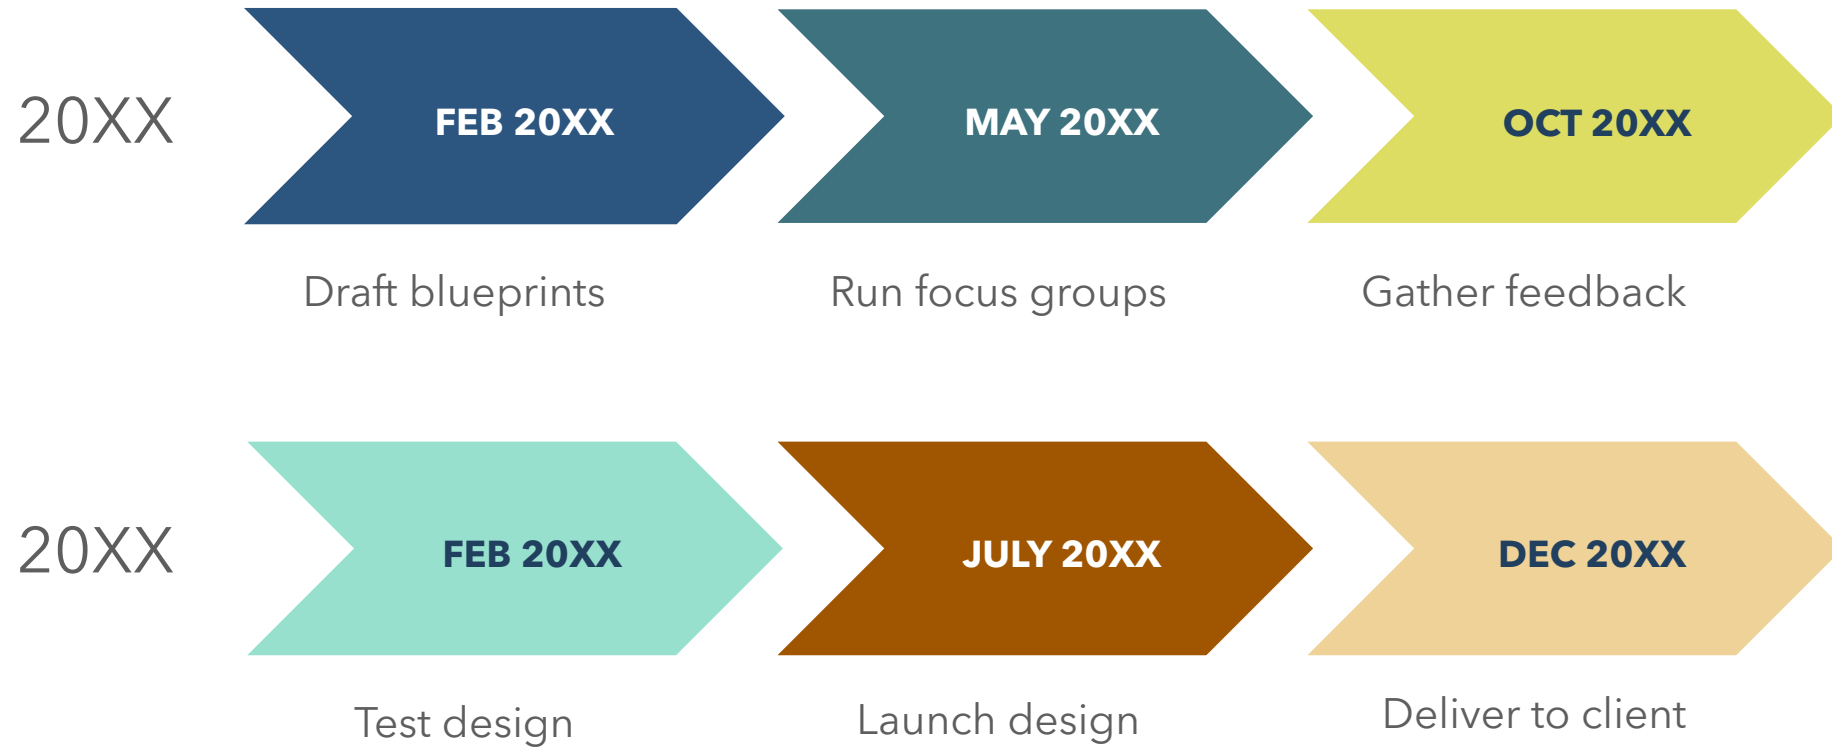 20XX
FEB 20XX
MAY 20XX
OCT 20XX
Draft blueprints
Run focus groups
Gather feedback
20XX
FEB 20XX
JULY 20XX
DEC 20XX
Test design
Launch design
Deliver to client